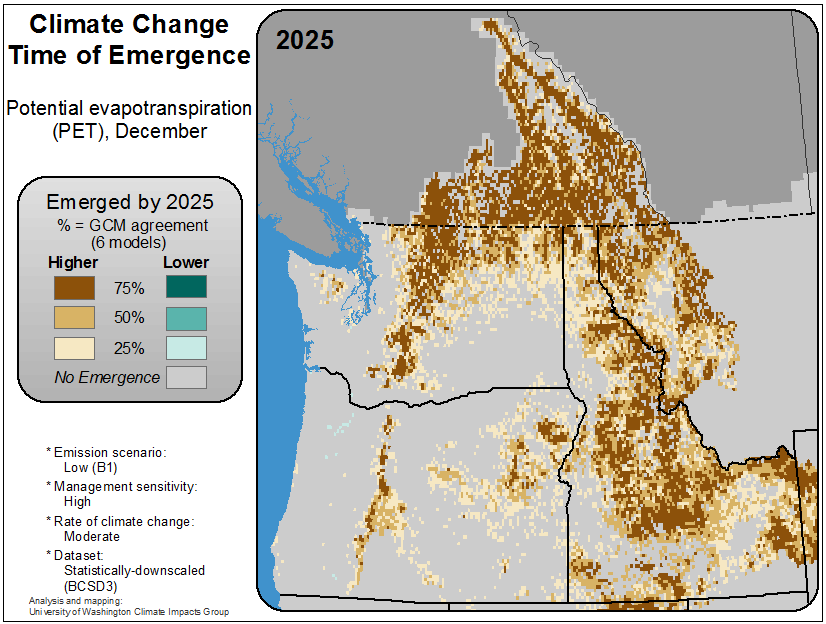 Climate Change
Time of Emergence
2025
Potential evapotranspiration
(PET), December
Emerged by 2025
% = GCM agreement
(6 models)
Higher Lower
75%
50%
25%
No Emergence
* Emission scenario:
Low (B1)
* Management sensitivity:
High
* Rate of climate change:
Moderate
* Dataset:
Statistically-downscaled
(BCSD3)
Analysis and mapping:
University of Washington Climate Impacts Group